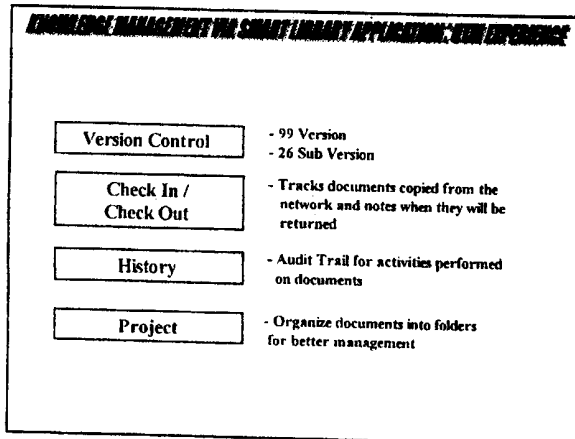 KNOWLEDGE MANAGEMENT VIA SMART LIBRARY APPLICATION: UTM EXPERIENCE
Version Control
- 99 Version
- 26 Sub Version
Check In /
Check Out
- Tracks documents copied from the
network and notes when they will be
returned
History
- Audit Trail for activities performed
on documents
Project
- Organize documents into folders
for better management